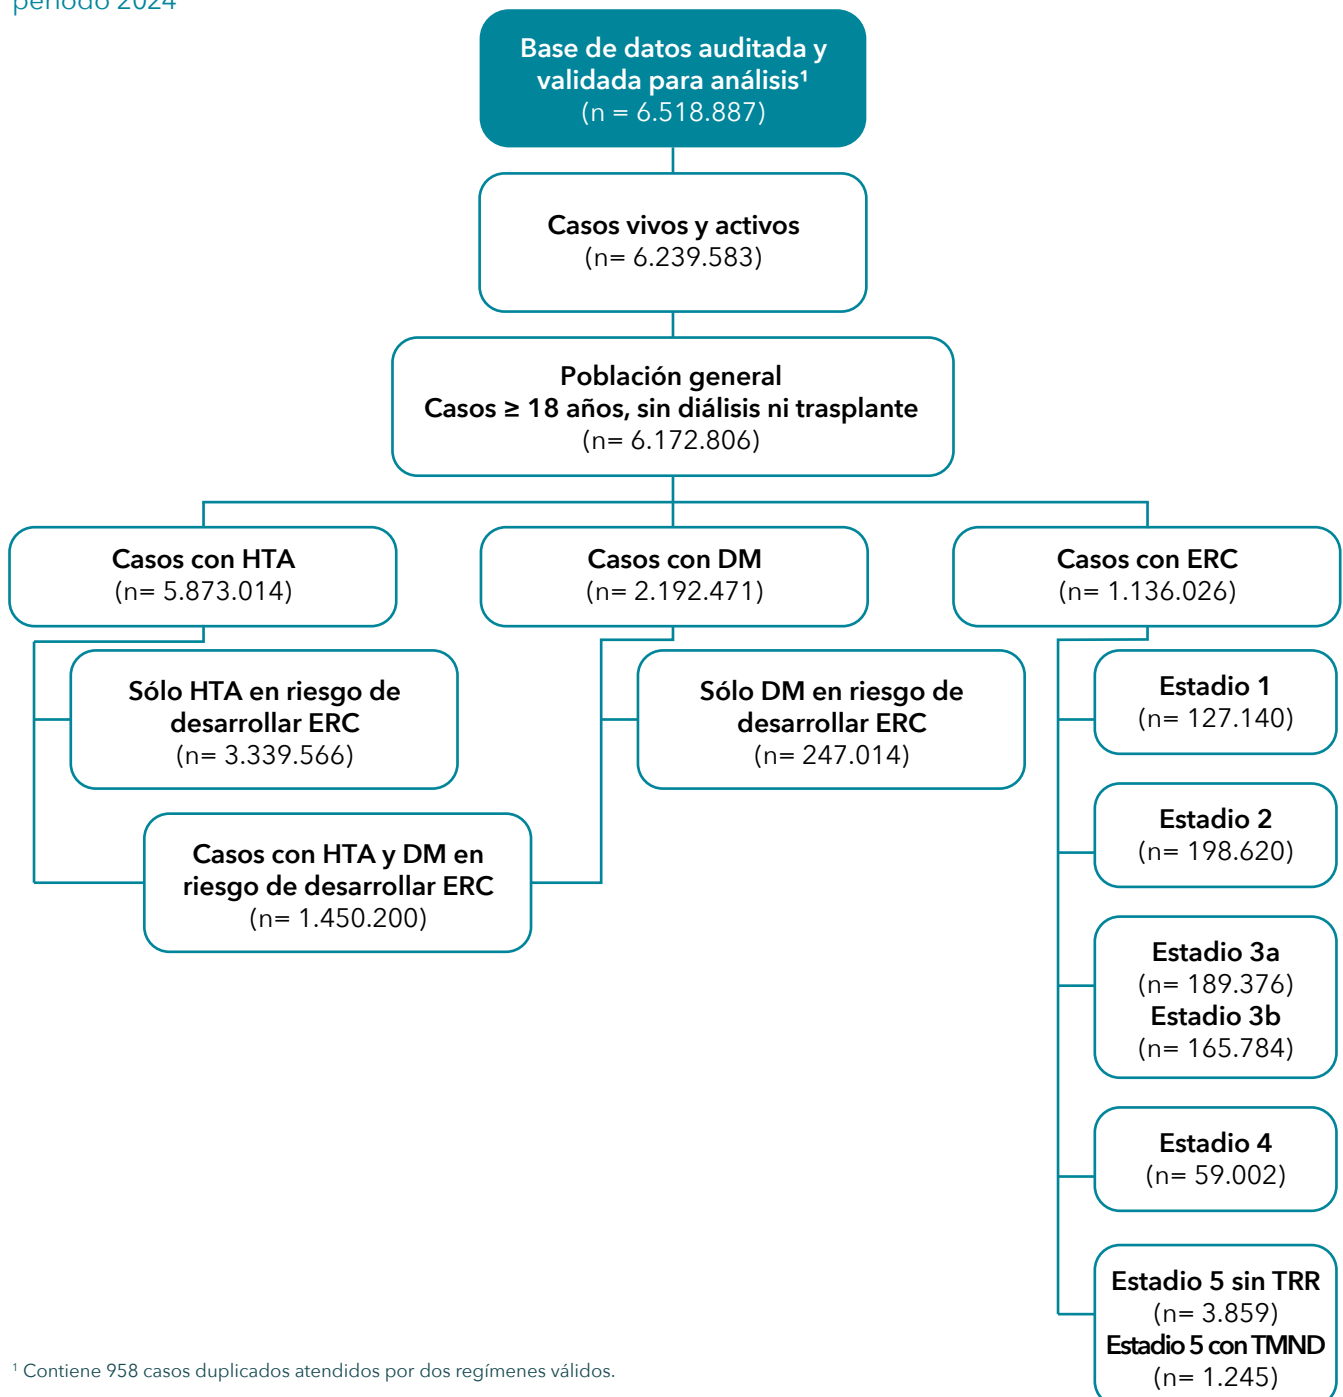 período 2024
Base de datos auditada y
validada para análisis¹
(n = 6.518.887)
Casos vivos y activos
(n= 6.239.583)
Población general
Casos ≥ 18 años, sin diálisis ni trasplante
(n= 6.172.806)
Casos con HTA
(n= 5.873.014)
Casos con DM
(n= 2.192.471)
Casos con ERC
(n= 1.136.026)
Sólo HTA en riesgo de
desarrollar ERC
(n= 3.339.566)
Sólo DM en riesgo de
desarrollar ERC
(n= 247.014)
Casos con HTA y DM en
riesgo de desarrollar ERC
(n= 1.450.200)
Estadio 1
(n= 127.140)
Estadio 2
(n= 198.620)
Estadio 3a
(n= 189.376)
Estadio 3b
(n= 165.784)
Estadio 4
(n= 59.002)
Estadio 5 sin TRR
(n= 3.859)
Estadio 5 con TMND
(n= 1.245)
¹ Contiene 958 casos duplicados atendidos por dos regímenes válidos.